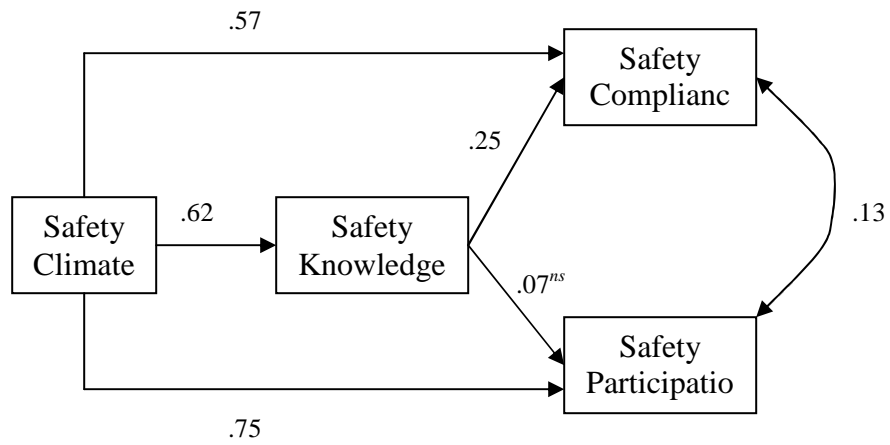 .57
Safety
Complianc
.25
Safety
Climate
.62
Safety
Knowledge
.13
.07ns
Safety
Participatio
.75